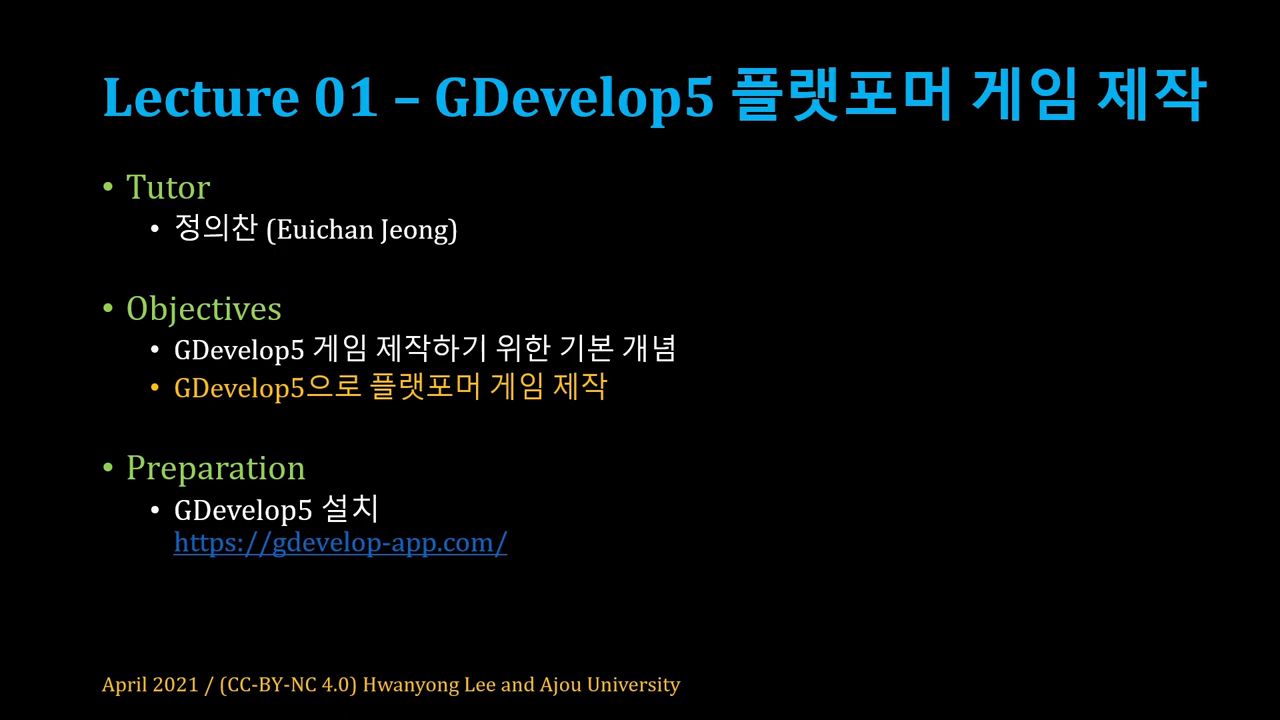 Lecture 01 – GDevelop5 플랫포머 게임 제작
• Tutor
• 정의찬 (Euichan Jeong)
• Objectives
• GDevelop5 게임 제작하기 위한 기본 개념
• GDevelop5으로 플랫포머 게임 제작
• Preparation
• GDevelop5 설치
https://gdevelop-app.com/
April 2021 / (CC-BY-NC 4.0) Hwanyong Lee and Ajou University